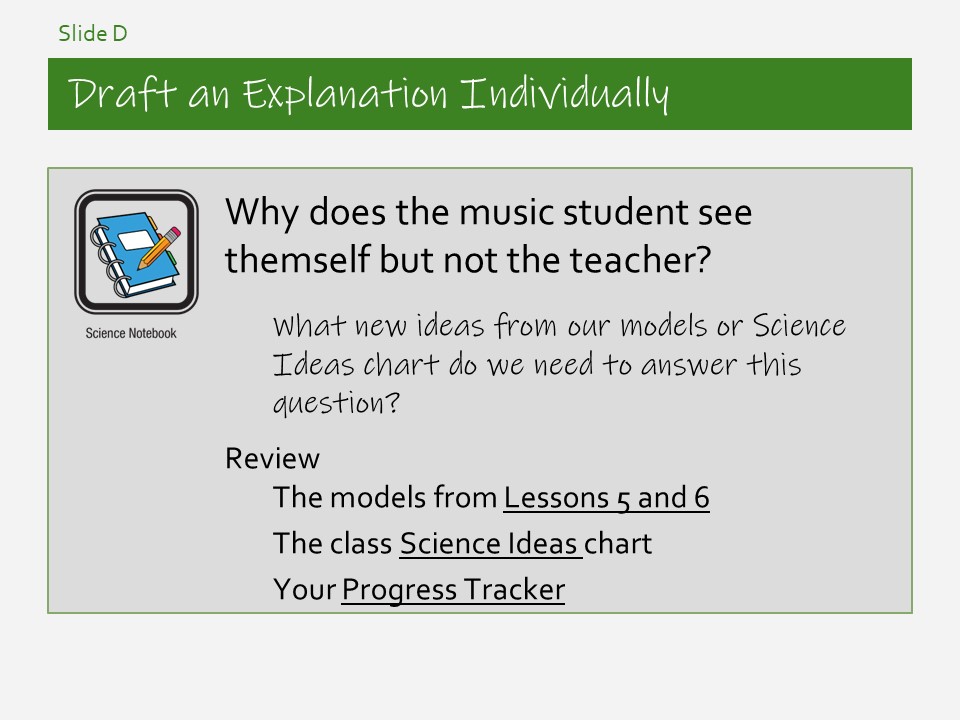 Slide D
Draft an Explanation Individually
Why does the music student see
themself but not the teacher?
Science Notebook
What new ideas from our models or Science
Ideas chart do we need to answer this
question?
Review
The models from Lessons 5 and 6
The class Science Ideas chart
Your Progress Tracker